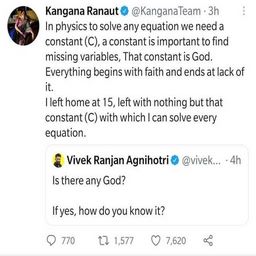 Kangana Ranaut @KanganaTeam · 3h
In physics to solve any equation we need a
constant (C), a constant is important to find
missing variables, That constant is God.
Everything begins with faith and ends at lack of
it.
I left home at 15, left with nothing but that
constant (C) with which I can solve every
equation.
Vivek Ranjan Agnihotri @vivek... · 4h
Is there any God?
If yes, how do you know it?
770 1,577 7,620